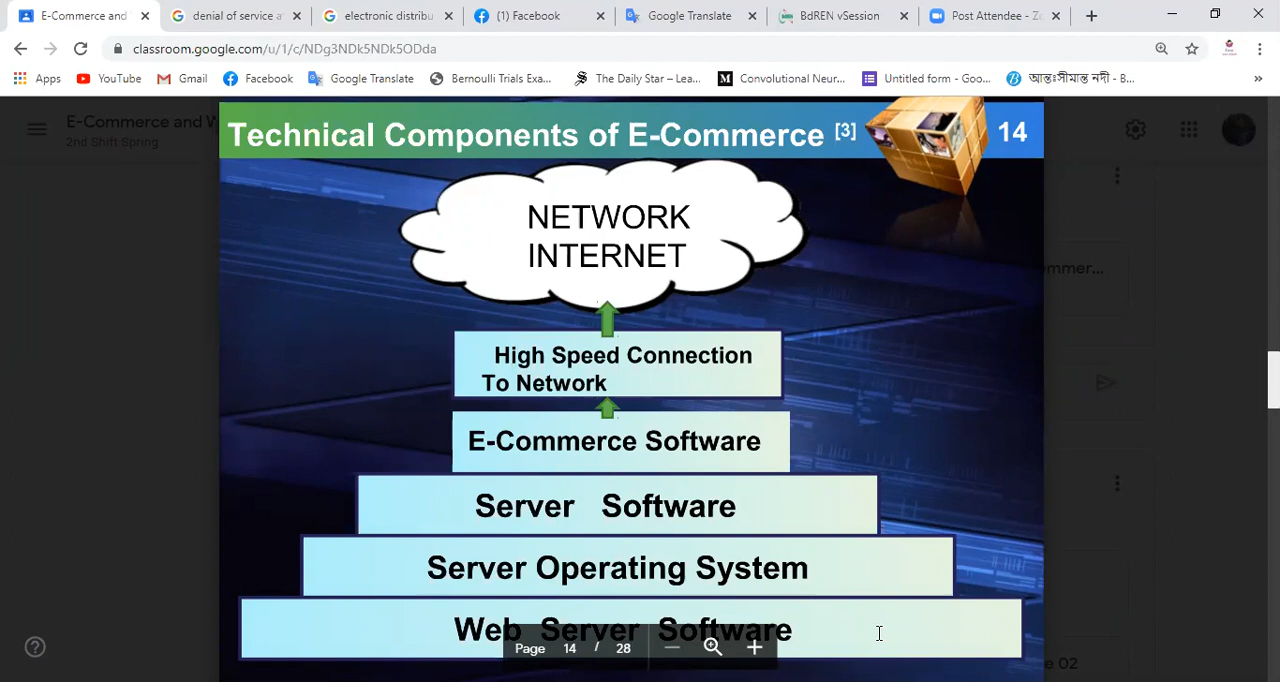 E-Commerce and
denial of service a
electronic distribu
(1) Facebook
Google Translate
BdREN vSession
Post Attendee - Zo
classroom.google.com/u/1/c/NDg3NDk5NDk5ODda
Apps
YouTube
Gmail
Facebook
Google Translate
Bernoulli Trials Exa...
The Daily Star – Lea...
Convolutional Neur...
Untitled form - Goo...
আন্তঃসীমান্ত নদী - B...
E-Commerce and W
2nd Shift Spring
Technical Components of E-Commerce [3]
14
NETWORK
INTERNET
High Speed Connection
To Network
E-Commerce Software
Server Software
Server Operating System
Web Server Software
Page 14 / 28
ommer...
e 02